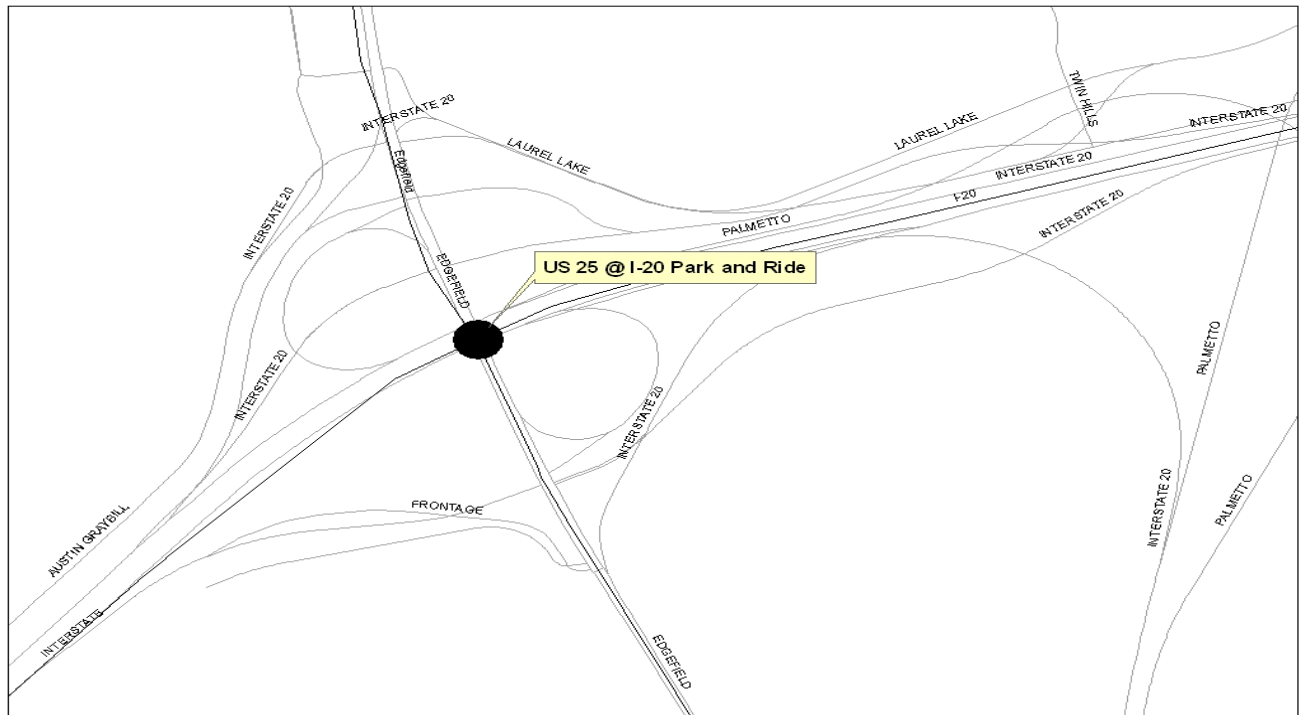 TWIN HILLS
INTERSTATE 20
INTERSTATE 20
LAUREL LAKE
LAUREL LAKE
Edgefield
INTERSTATE 20
I-20
INTERSTATE 20
INTERSTATE 20
PALMETTO
EDGEFIELD
US 25 @ I-20 Park and Ride
PALMETTO
INTERSTATE 20
INTERSTATE 20
FRONTAGE
INTERSTATE 20
PALMETTO
AUSTIN GRAYBILL
INTERSTATE
EDGEFIELD